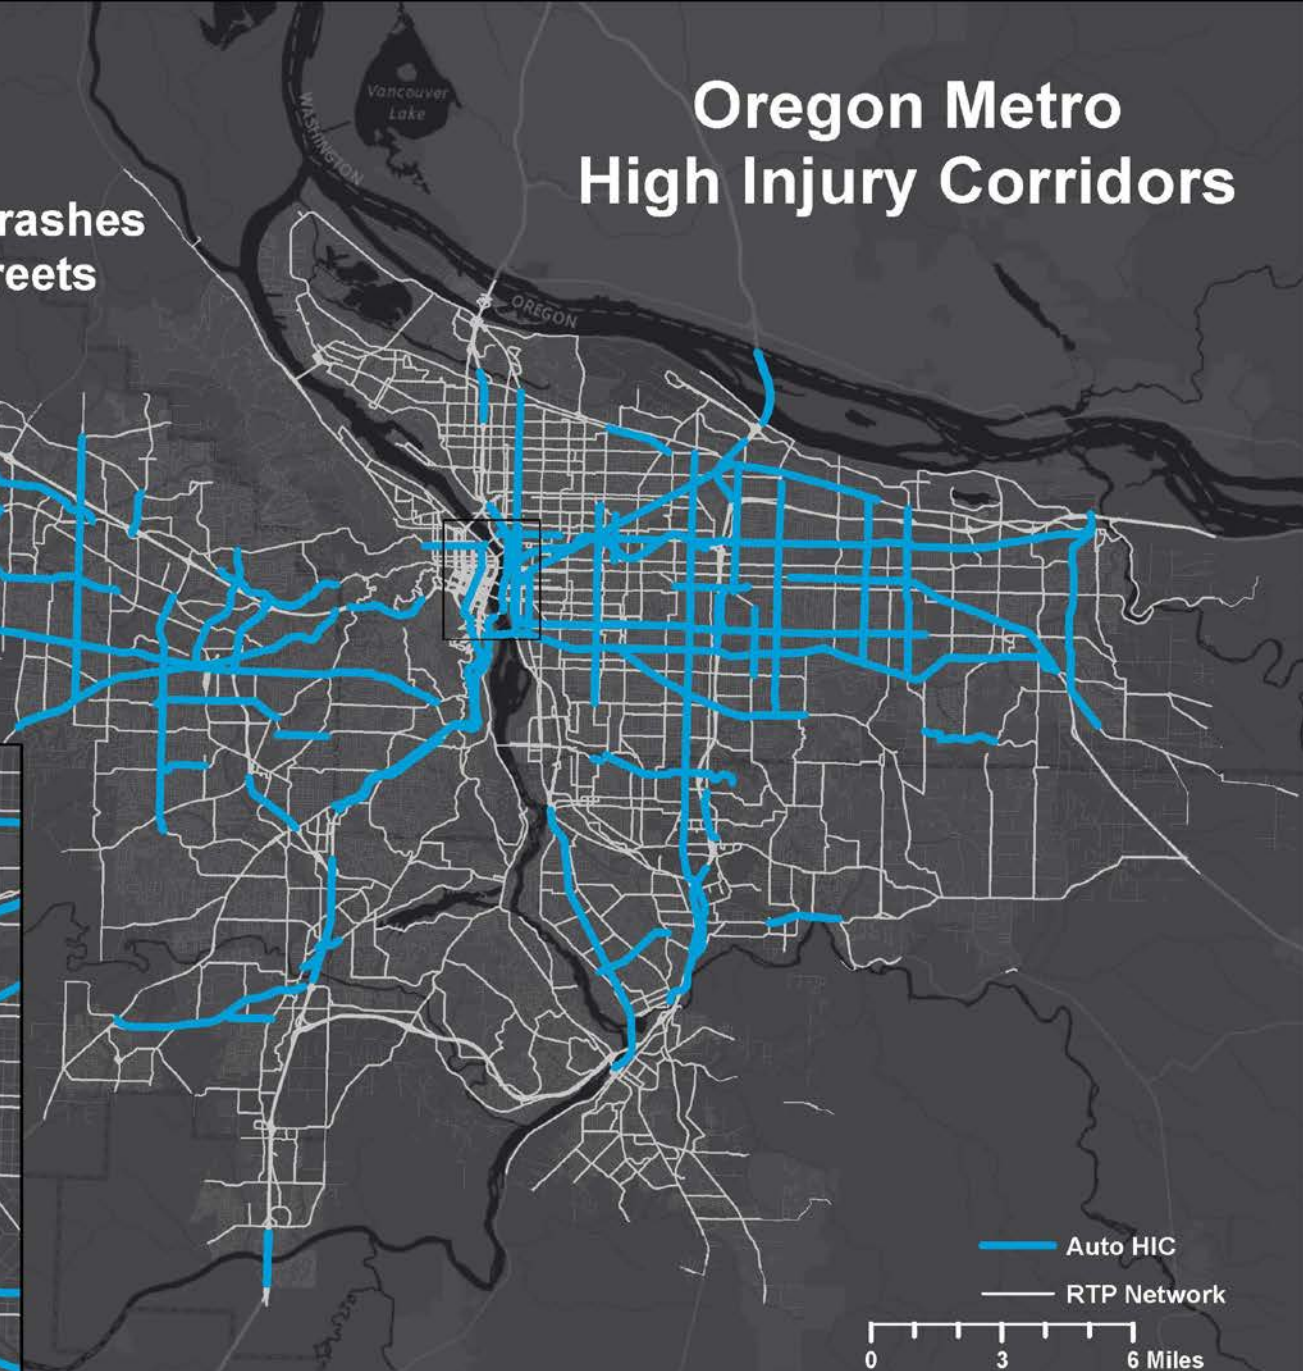 Oregon Metro
High Injury Corridors
rashes
reets
Vancouver
Lake
WASHINGTON
OREGON
Auto HIC
RTP Network
0 3 6 Miles